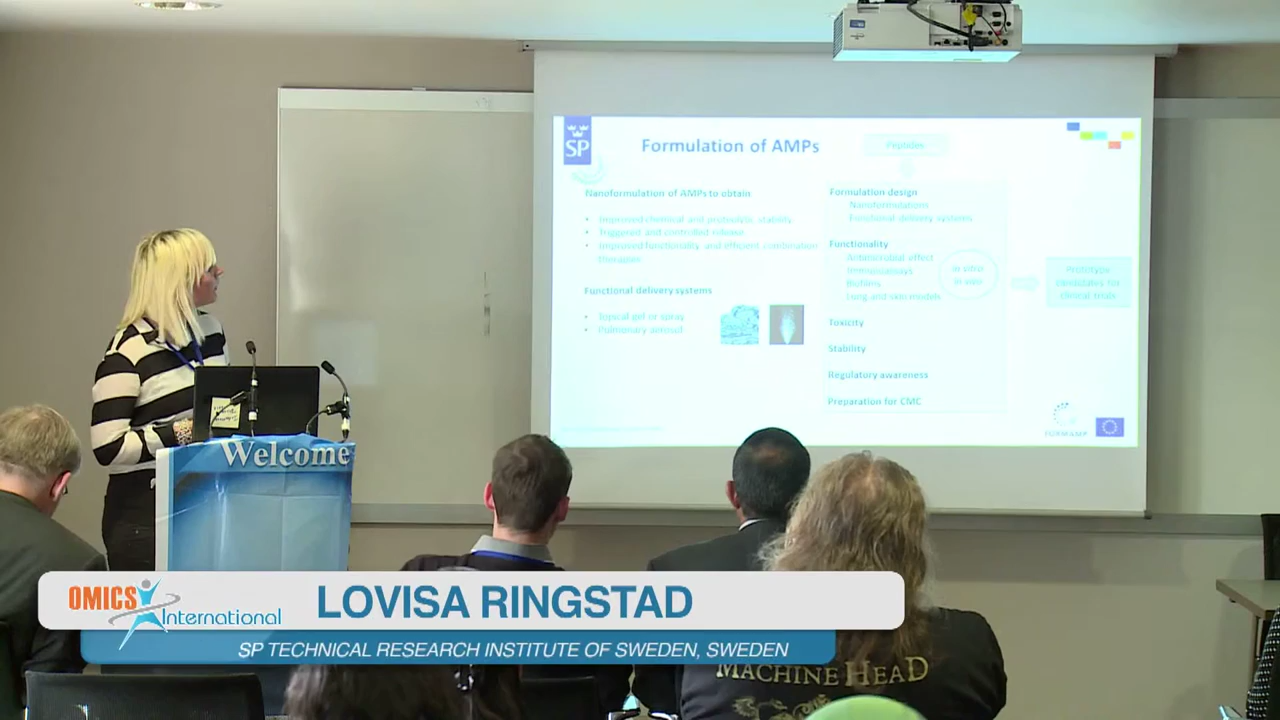 SP
Formulation of AMPs
Peptides
Nanoformulation of AMPs to obtain
• Improved chemical and proteolytic stability
• Triggered and controlled release
• Improved functionality and efficient combination
therapies
Functional delivery systems
• Topical gel or spray
• Pulmonary aerosol
Formulation design
Nanoformulations
Functional delivery systems
Functionality
Antimicrobial effect
Immunoassays
Biofilms
Lung and skin models
in vitro
in vivo
Toxicity
Stability
Regulatory awareness
Preparation for CMC
Prototype
candidates for
clinical trials
FORMAMP
Welcome
OMICS
International
LOVISA RINGSTAD
SP TECHNICAL RESEARCH INSTITUTE OF SWEDEN, SWEDEN
MACHINE HEAD